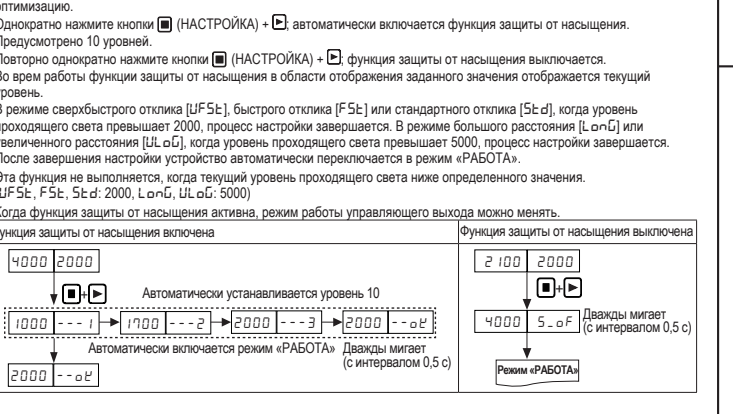 оптимизацию.
Однократно нажмите кнопки ■ (НАСТРОЙКА) + ▶; автоматически включается функция защиты от насыщения.
Предусмотрено 10 уровней.
Повторно однократно нажмите кнопки ■ (НАСТРОЙКА) + ▶; функция защиты от насыщения выключается.
Во врем работы функции защиты от насыщения в области отображения заданного значения отображается текущий
уровень.
В режиме сверхбыстрого отклика [UFSt], быстрого отклика [FSt] или стандартного отклика [Std], когда уровень
проходящего света превышает 2000, процесс настройки завершается. В режиме большого расстояния [LonG] или
увеличенного расстояния [ULoG], когда уровень проходящего света превышает 5000, процесс настройки завершается.
После завершения настройки устройство автоматически переключается в режим «РАБОТА».
Эта функция не выполняется, когда текущий уровень проходящего света ниже определенного значения.
(UFSt, FSt, Std: 2000, LonG, ULoG: 5000)
Когда функция защиты от насыщения активна, режим работы управляющего выхода можно менять.
Функция защиты от насыщения включена
4000 2000
■+▶ Автоматически устанавливается уровень 10
1000 ---1 1700 ---2 2000 ---3 2000 --oK
Автоматически включается режим «РАБОТА» Дважды мигает
(с интервалом 0,5 с)
2000 --oK
Функция защиты от насыщения выключена
2100 2000
■+▶
4000 S_oF Дважды мигает
(с интервалом 0,5 с)
Режим «РАБОТА»